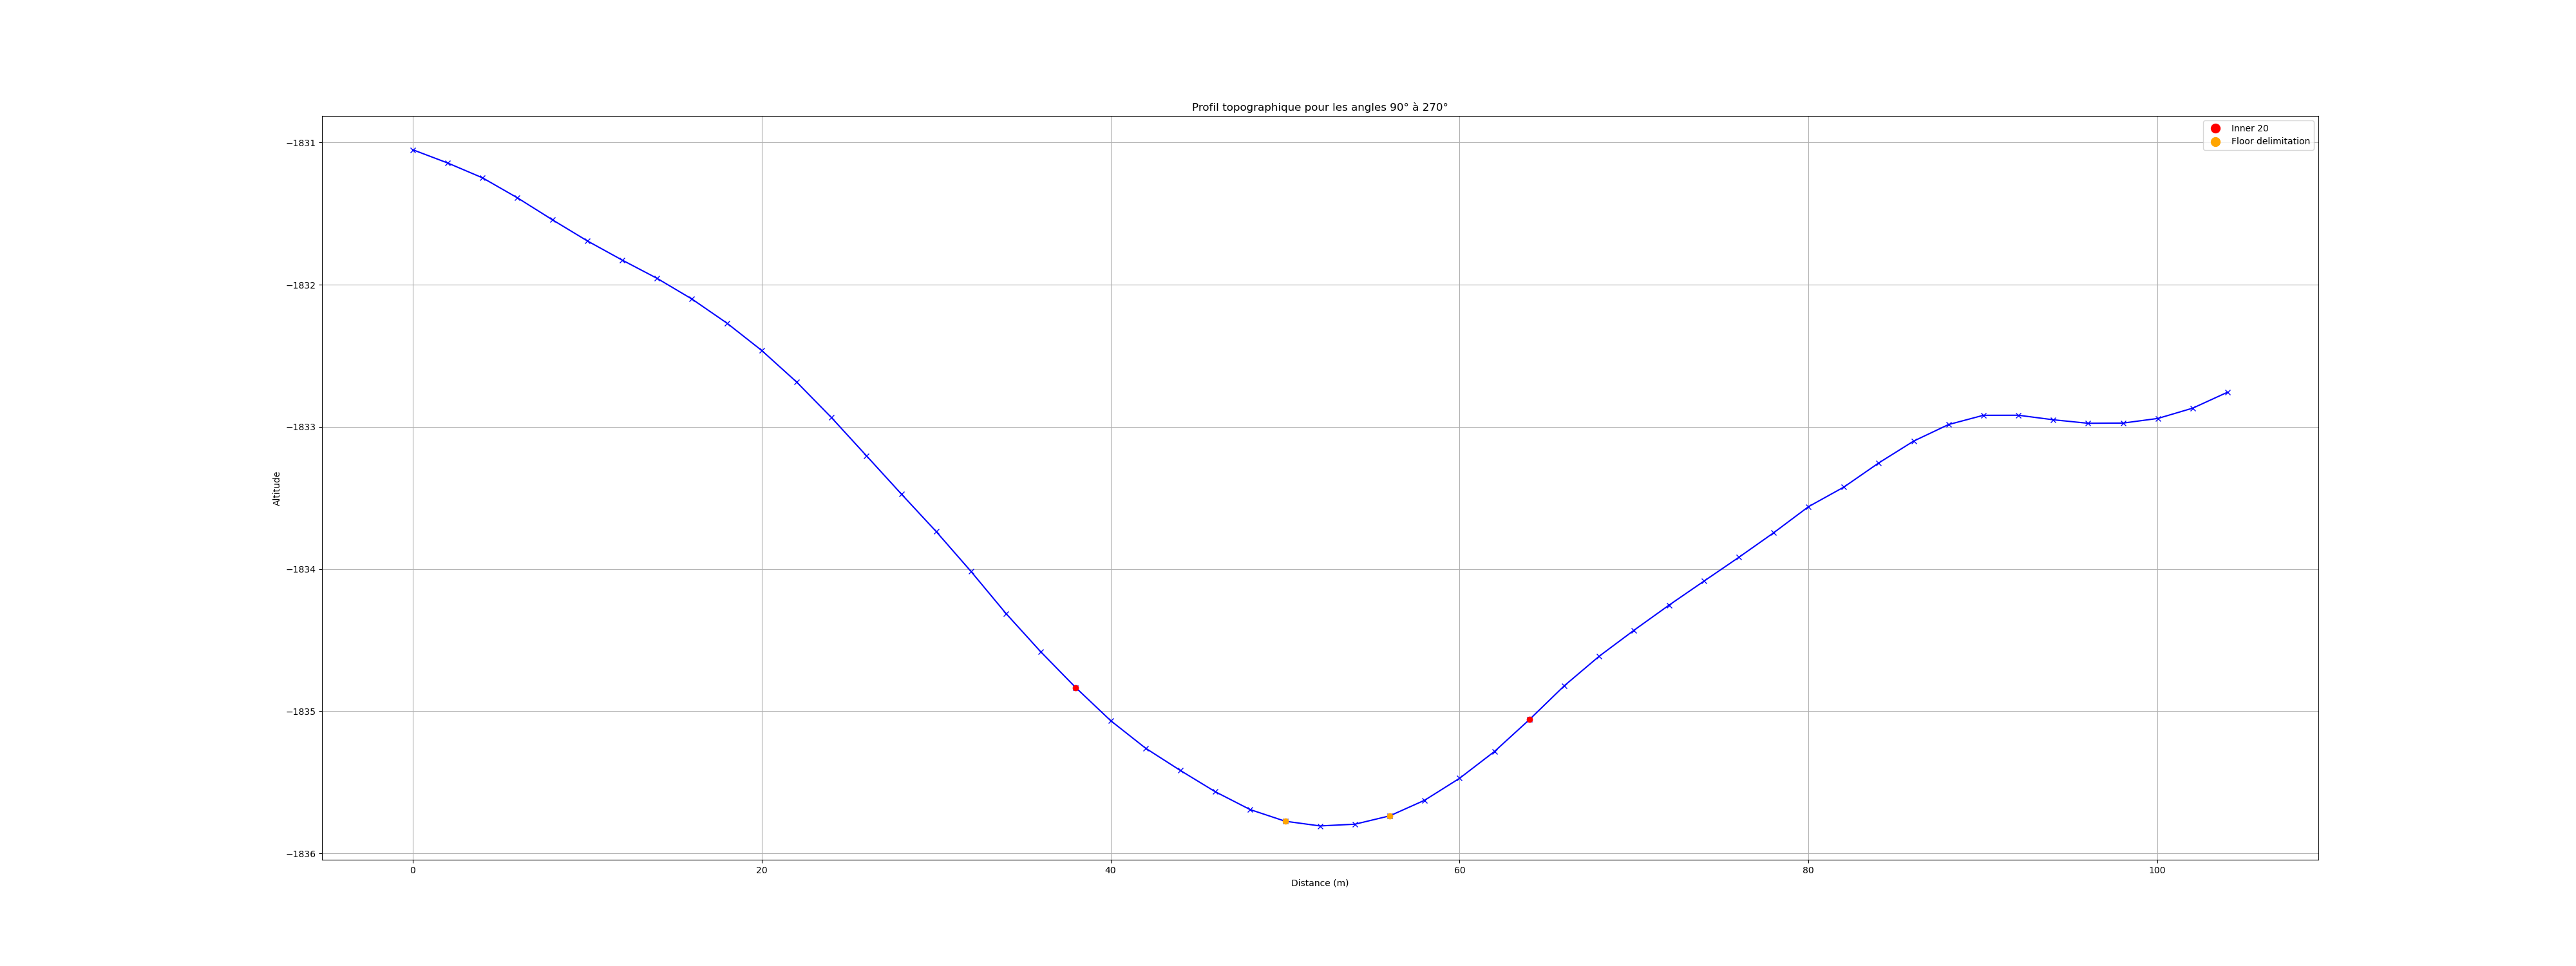 Profil topographique pour les angles 90° à 270°
Inner 20
Floor delimitation
−1831
−1832
−1833
−1834
−1835
−1836
Altitude
0 20 40 60 80 100
Distance (m)